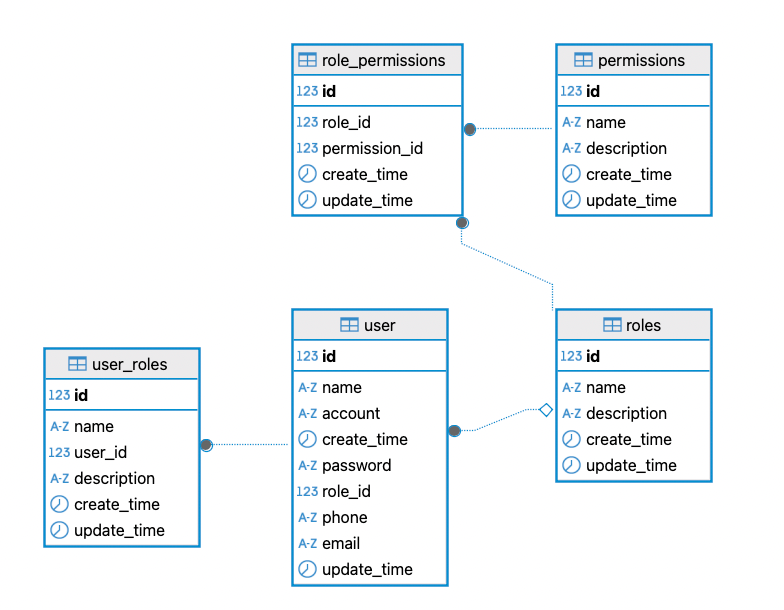 role_permissions
123 id
123 role_id
123 permission_id
create_time
update_time
permissions
123 id
A-Z name
A-Z description
create_time
update_time
user_roles
123 id
A-Z name
123 user_id
A-Z description
create_time
update_time
user
123 id
A-Z name
A-Z account
create_time
A-Z password
123 role_id
A-Z phone
A-Z email
update_time
roles
123 id
A-Z name
A-Z description
create_time
update_time